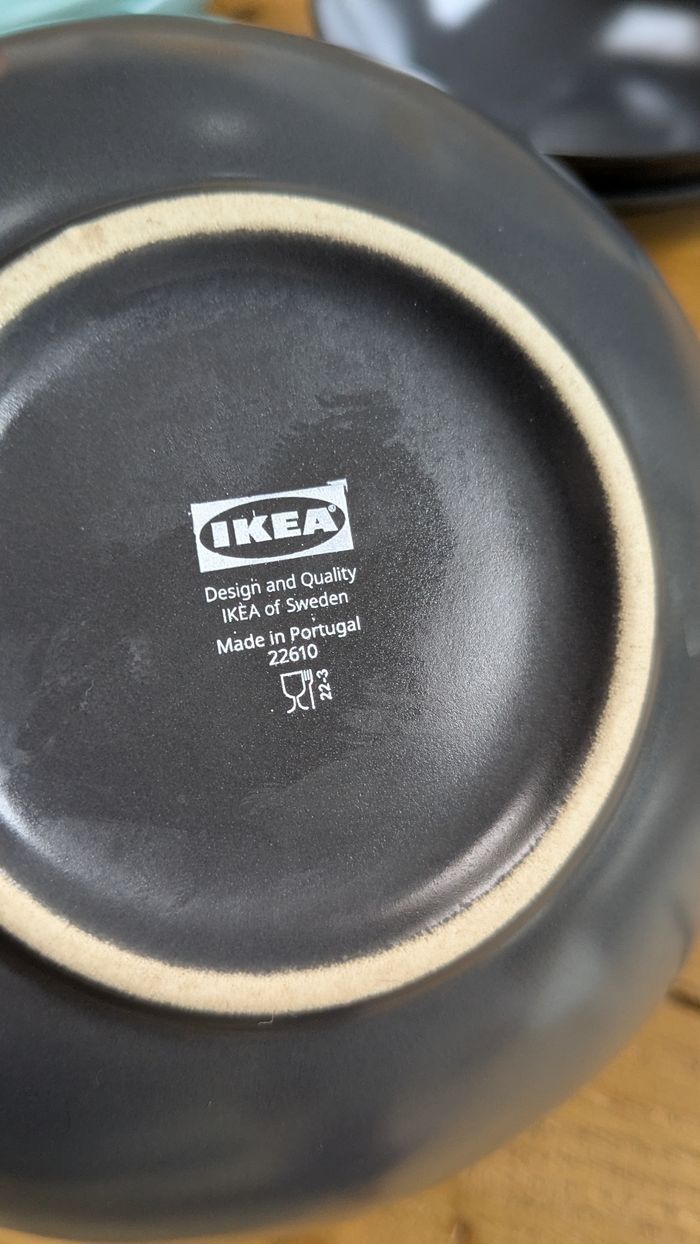 IKEA®
Design and Quality
IKEA of Sweden
Made in Portugal
22610
22-3